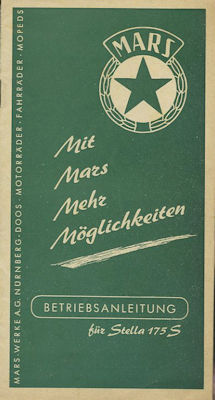 MARS
Mit
Mars
Mehr
Möglichkeiten
BETRIEBSANLEITUNG
für Stella 175 S
MARS-WERKE A.G. NÜRNBERG-DOOS · MOTORRÄDER · FAHRRÄDER · MOPEDS